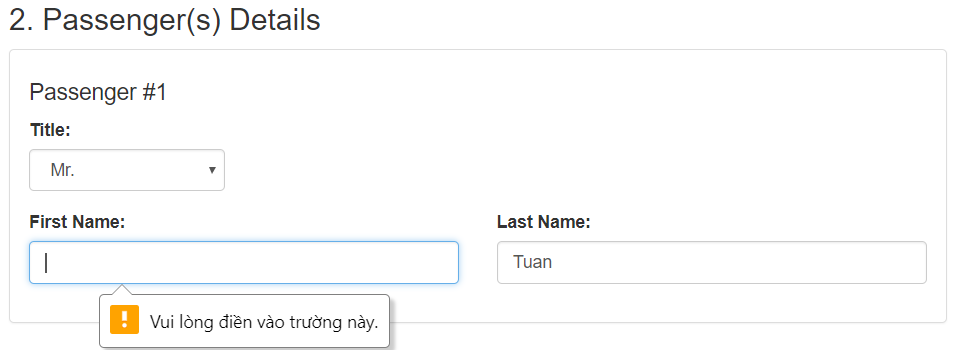 2. Passenger(s) Details
Passenger #1
Title:
Mr.
First Name:
Last Name:
Tuan
Vui lòng điền vào trường này.